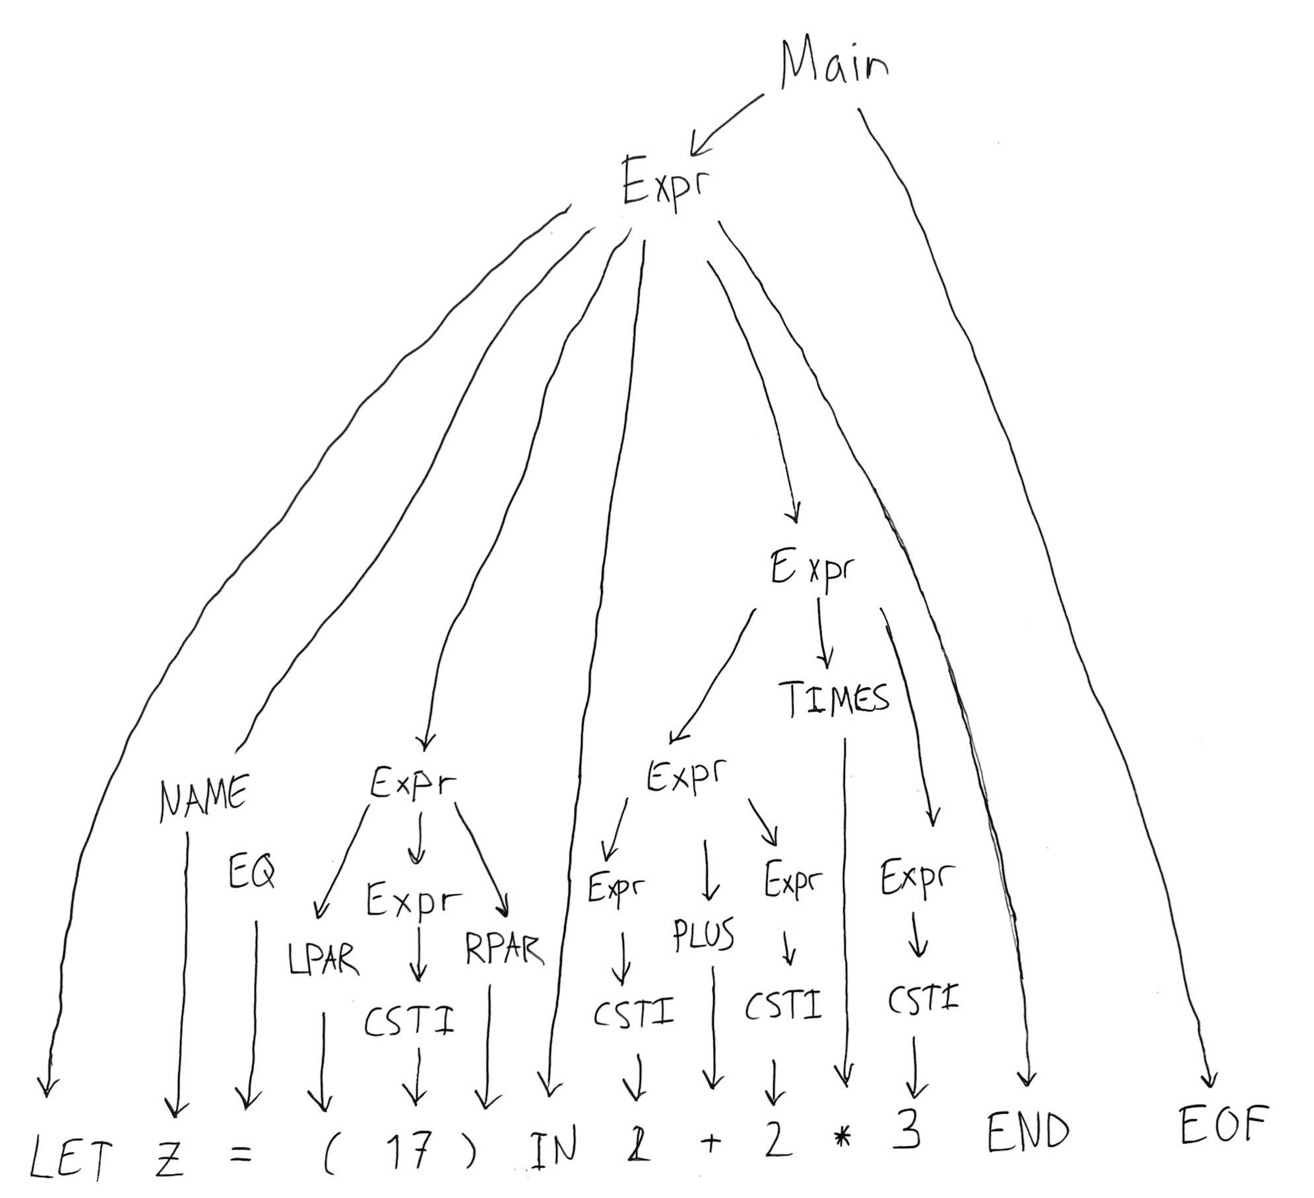 Main
Expr
Expr
TIMES
NAME Expr Expr
EQ Expr Expr Expr Expr
LPAR RPAR PLUS
CSTI CSTI CSTI CSTI
LET Z = ( 17 ) IN + 2 * 3 END EOF